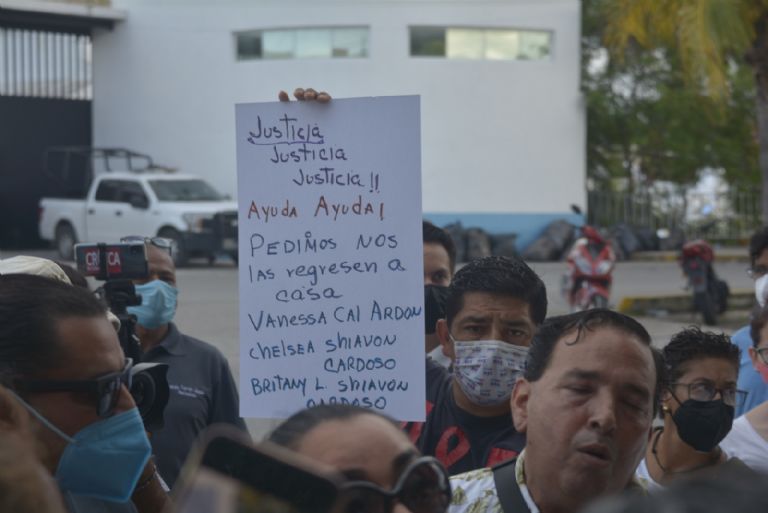 Justicia
Justicia
Justicia!!
Ayuda Ayuda!
Pedimos nos
las regresen a
casa
Vanessa Cal Ardon
Chelsea Shiavon
Cardoso
Britany L. Shiavon
Cardoso